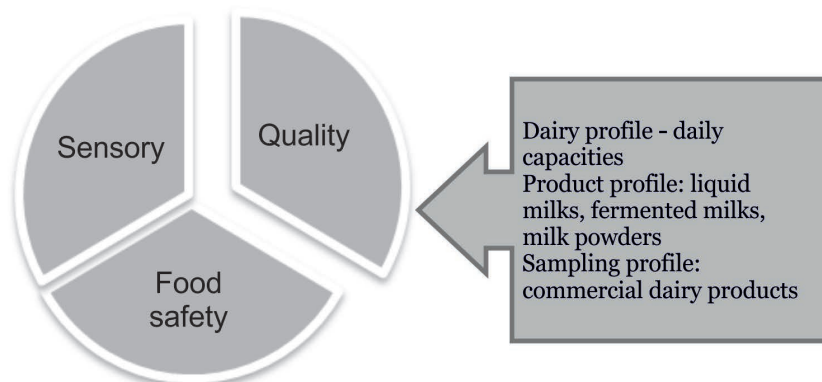 Sensory
Quality
Food
safety
Dairy profile - daily
capacities
Product profile: liquid
milks, fermented milks,
milk powders
Sampling profile:
commercial dairy products